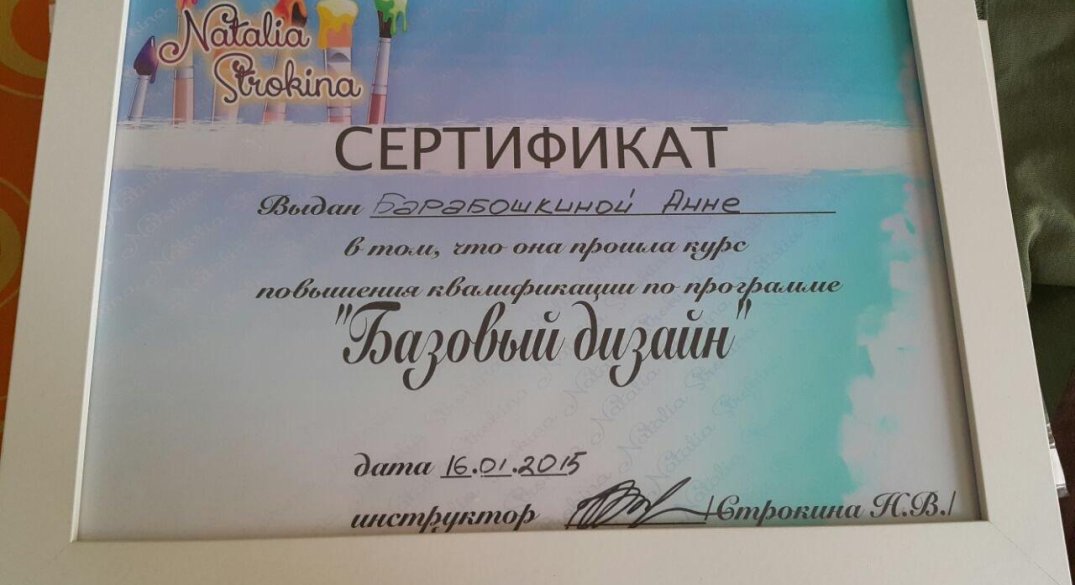 Natalia
Strokina
СЕРТИФИКАТ
Выдан Барабошкиной Анне
в том, что она прошла курс
повышения квалификации по программе
"Базовый дизайн"
дата 16.01.2015
инструктор /Строкина Н.В./